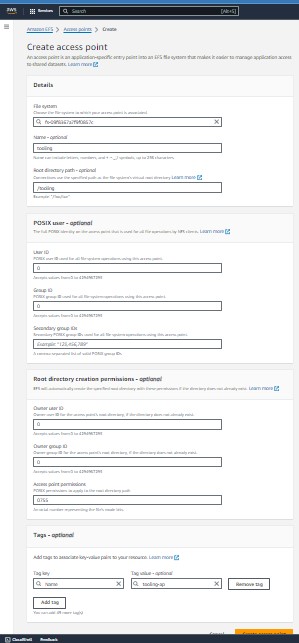 aws
Services
Search
[Alt+S]
Amazon EFS > Access points > Create
Create access point
An access point is an application-specific entry point into an EFS file system that makes it easier to manage application access to shared datasets. Learn more
Details
File system
Choose the file system to which your access point is associated.
Name - optional
tooling
Root directory path - optional
Connections use the specified path as the file system's virtual root directory Learn more
/tooling
Example: "/foo/bar"
POSIX user - optional
The full POSIX identity on the access point that is used for all file operations by NFS clients. Learn more
User ID
POSIX user ID used for all file system operations using this access point.
0
Accepts values from 0 to 4294967295
Group ID
POSIX group ID used for all file system operations using this access point.
0
Accepts values from 0 to 4294967295
Secondary group IDs
Secondary POSIX group IDs used for all file system operations using this access point.
Example: "123,456,789"
A comma-separated list of valid POSIX group IDs
Root directory creation permissions - optional
EFS will automatically create the specified root directory with these permissions if the directory does not already exist. Learn more
Owner user ID
Owner user ID for the access point's root directory, if the directory does not already exist.
0
Accepts values from 0 to 4294967295
Owner group ID
Owner group ID for the access point's root directory, if the directory does not already exist.
0
Accepts values from 0 to 4294967295
Access point permissions
POSIX permissions to apply to the root directory path
0755
An octal number representing the file's mode bits.
Tags - optional
Add tags to associate key-value pairs to your resource. Learn more
Tag key
Tag value - optional
name
tooling-ap
Remove tag
Add tag
You can add 49 more tag(s)
Cancel
Create access point
CloudShell
Feedback